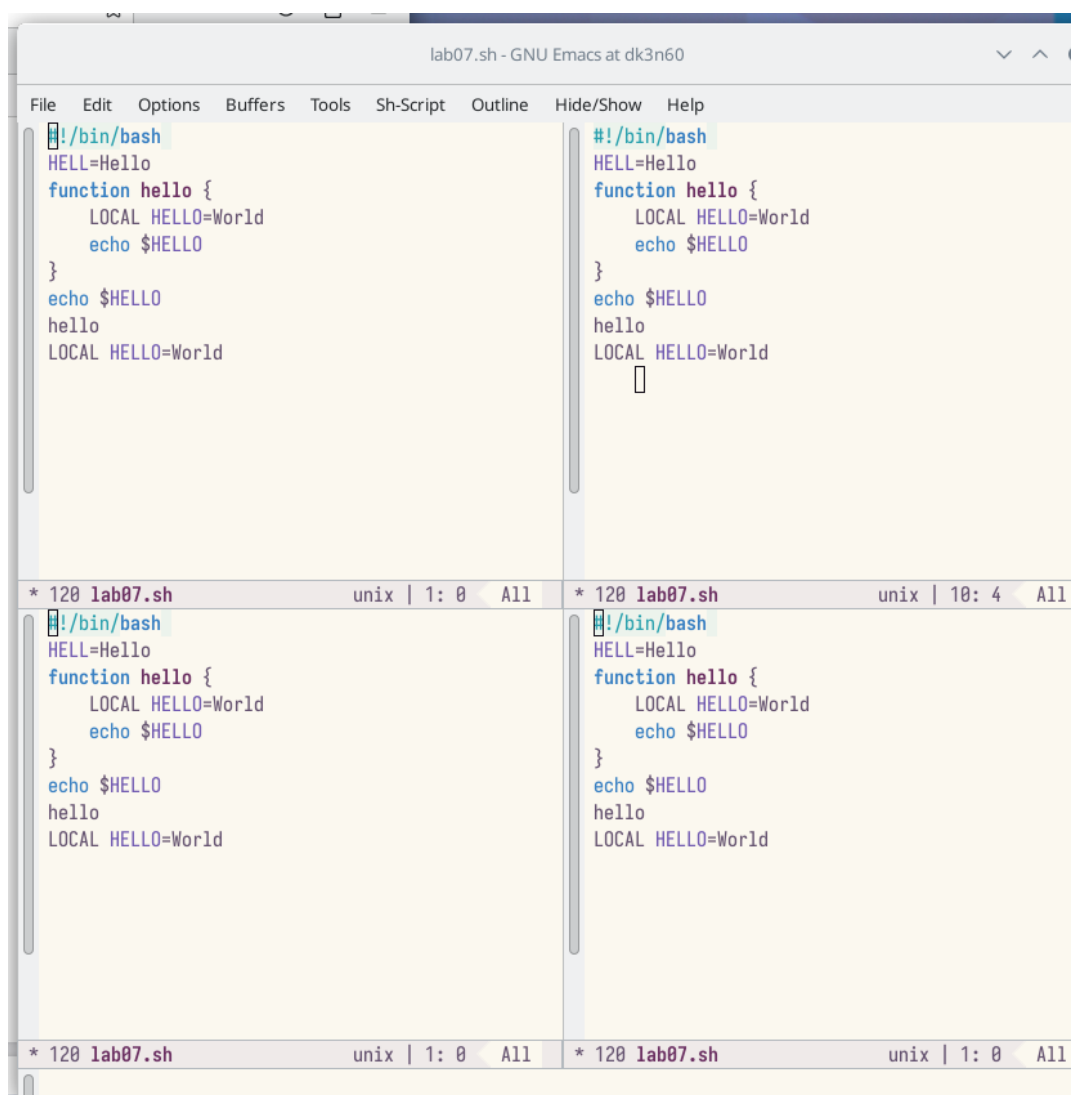 lab07.sh - GNU Emacs at dk3n60
File Edit Options Buffers Tools Sh-Script Outline Hide/Show Help
#!/bin/bash
HELL=Hello
function hello {
    LOCAL HELLO=World
    echo $HELLO
}
echo $HELLO
hello
LOCAL HELLO=World
* 120 lab07.sh unix | 1: 0 All
#!/bin/bash
HELL=Hello
function hello {
    LOCAL HELLO=World
    echo $HELLO
}
echo $HELLO
hello
LOCAL HELLO=World
* 120 lab07.sh unix | 10: 4 All
#!/bin/bash
HELL=Hello
function hello {
    LOCAL HELLO=World
    echo $HELLO
}
echo $HELLO
hello
LOCAL HELLO=World
* 120 lab07.sh unix | 1: 0 All
#!/bin/bash
HELL=Hello
function hello {
    LOCAL HELLO=World
    echo $HELLO
}
echo $HELLO
hello
LOCAL HELLO=World
* 120 lab07.sh unix | 1: 0 All